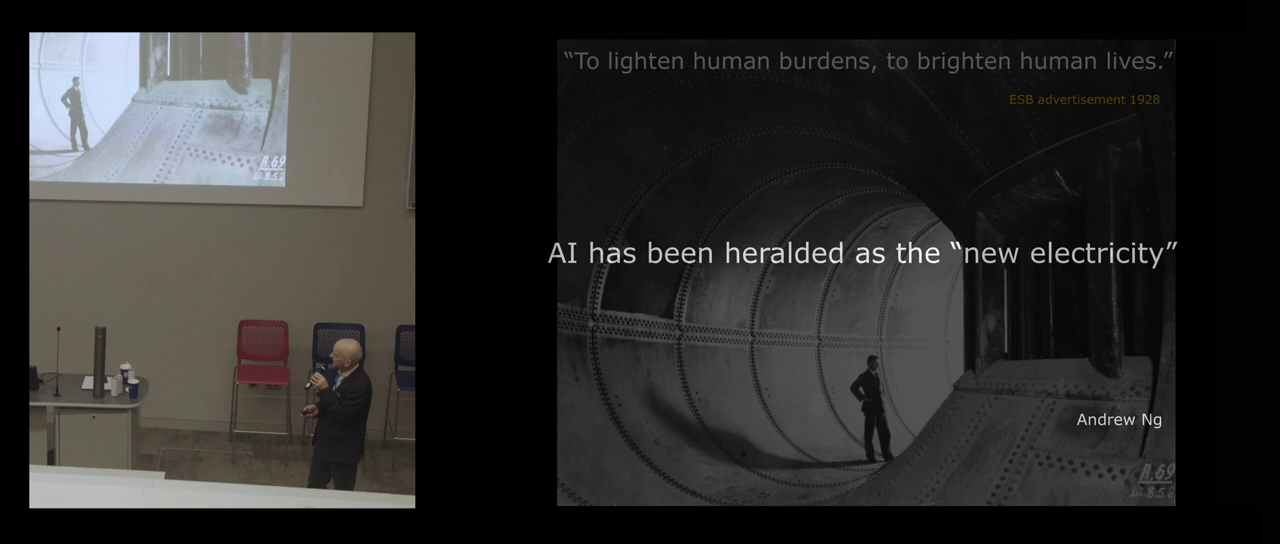 “To lighten human burdens, to brighten human lives.”
ESB advertisement 1928
AI has been heralded as the “new electricity”
Andrew Ng
R.69
R.69